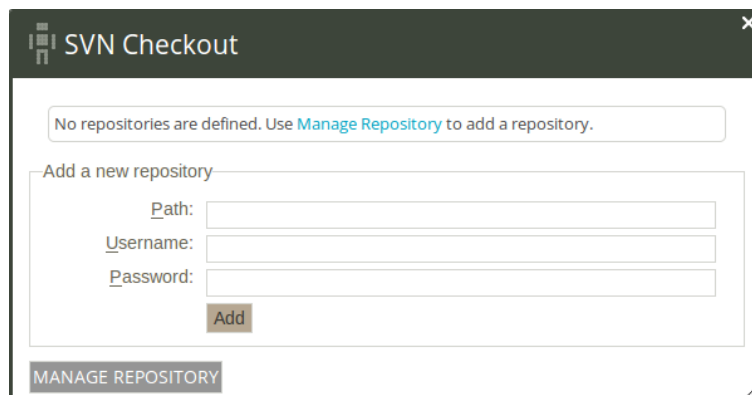 SVN Checkout
No repositories are defined. Use Manage Repository to add a repository.
Add a new repository
Path:
Username:
Password:
Add
MANAGE REPOSITORY